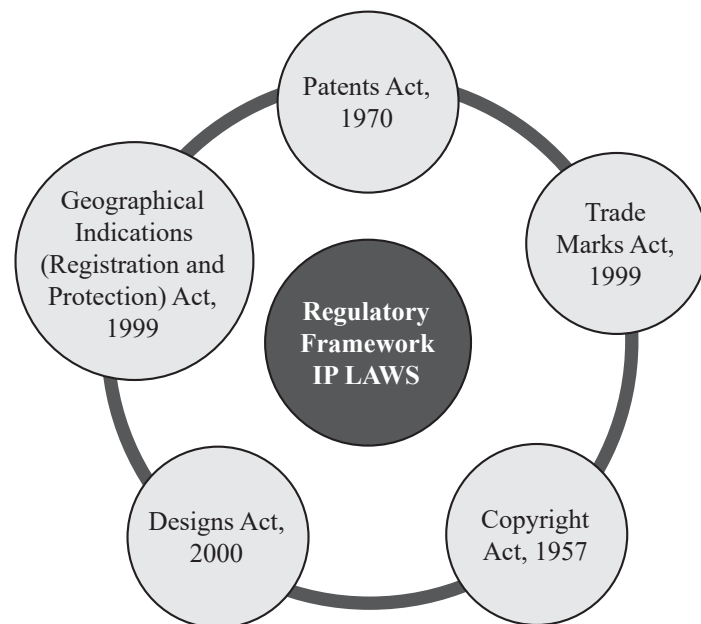 Patents Act,
1970
Trade
Marks Act,
1999
Copyright
Act, 1957
Designs Act,
2000
Geographical
Indications
(Registration and
Protection) Act,
1999
Regulatory
Framework
IP LAWS